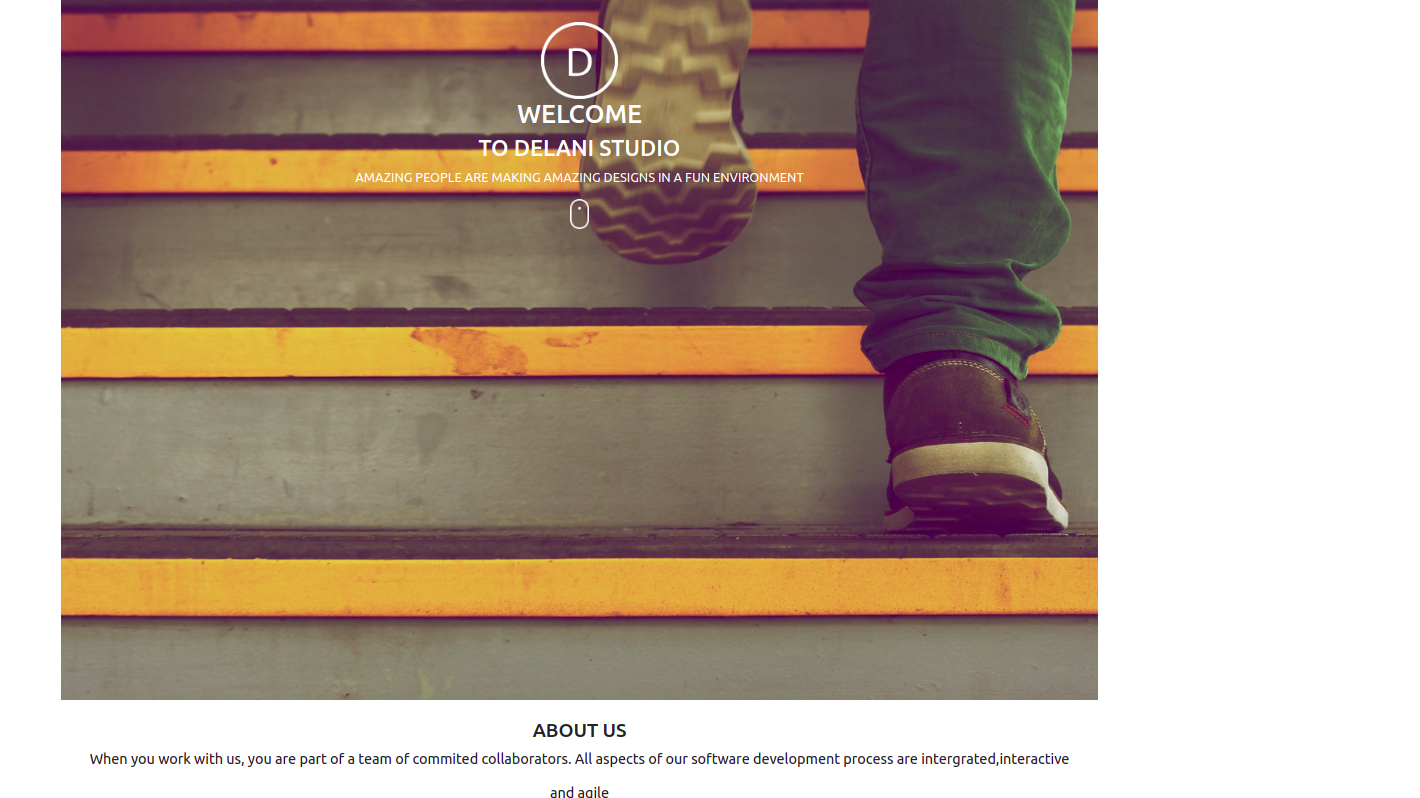 D
WELCOME
TO DELANI STUDIO
AMAZING PEOPLE ARE MAKING AMAZING DESIGNS IN A FUN ENVIRONMENT
ABOUT US
When you work with us, you are part of a team of commited collaborators. All aspects of our software development process are intergrated,interactive
and agile